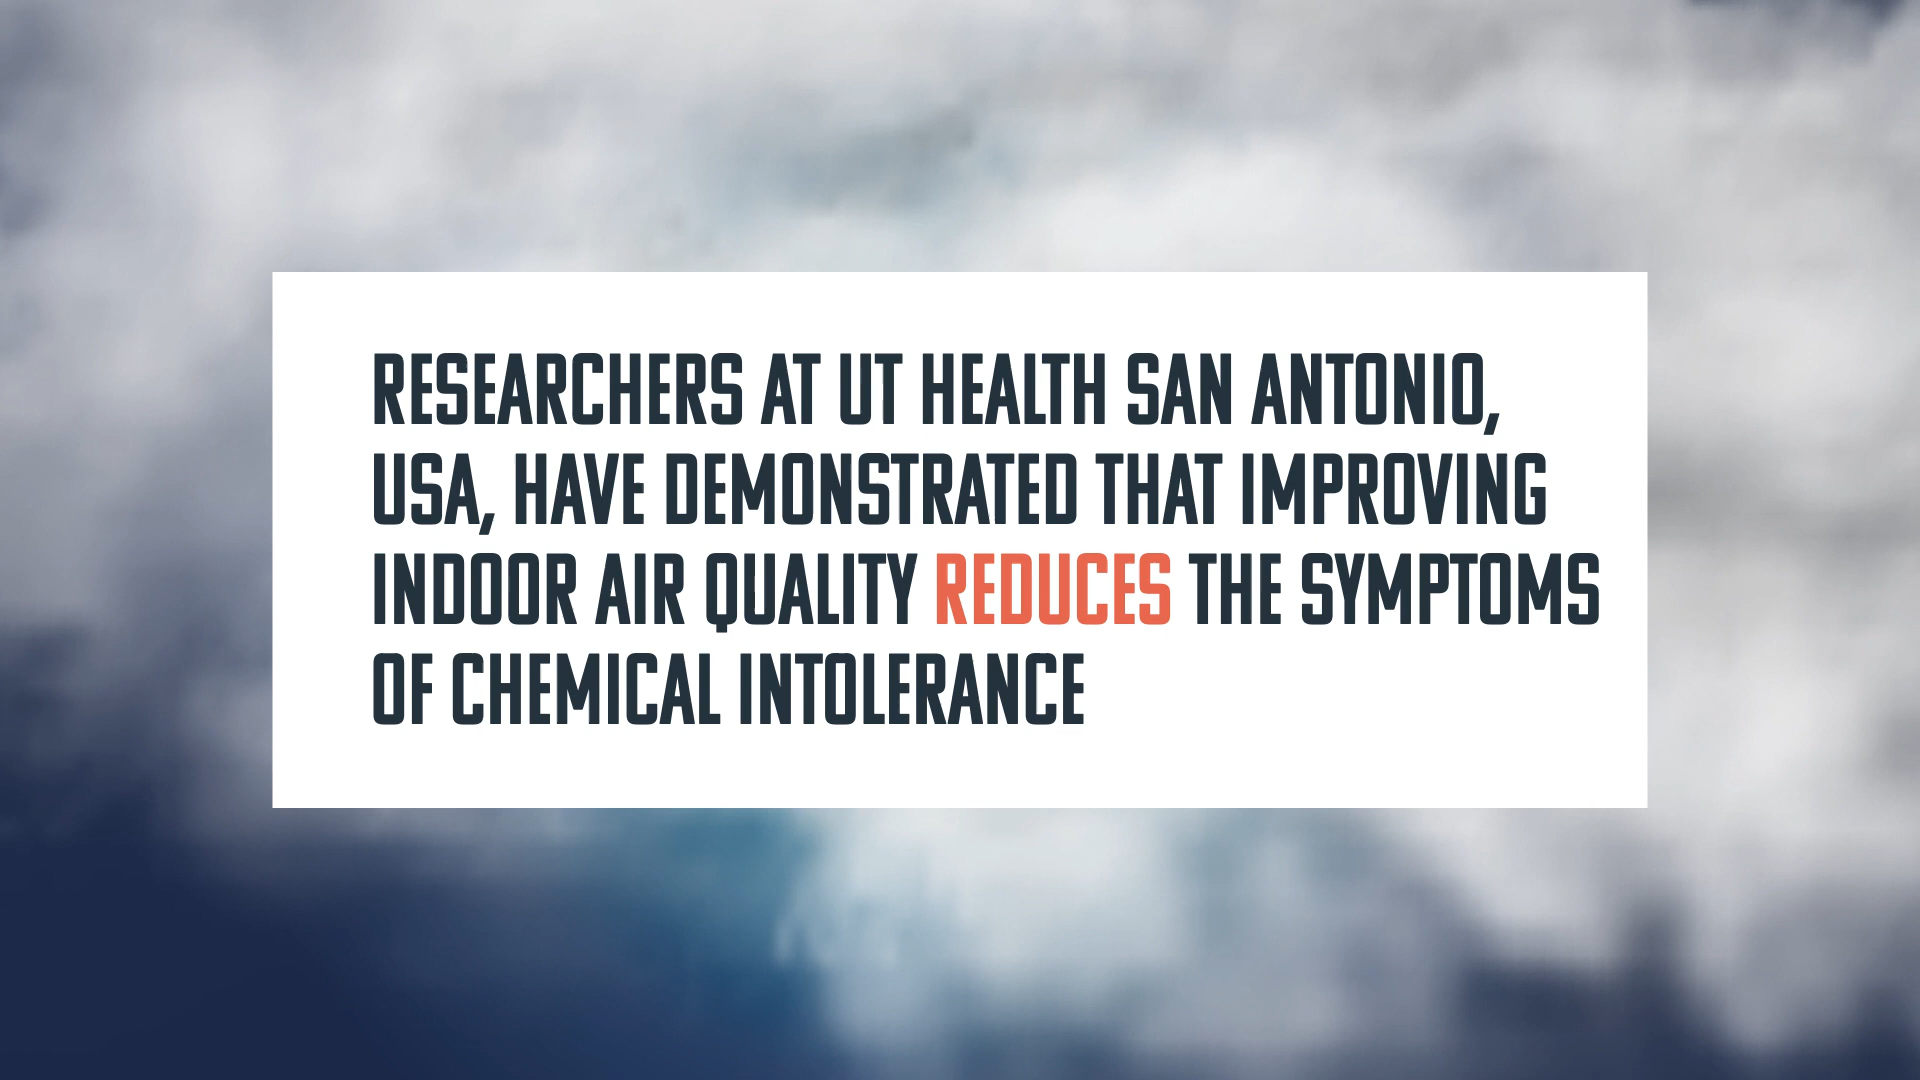 RESEARCHERS AT UT HEALTH SAN ANTONIO,
USA, HAVE DEMONSTRATED THAT IMPROVING
INDOOR AIR QUALITY REDUCES THE SYMPTOMS
OF CHEMICAL INTOLERANCE